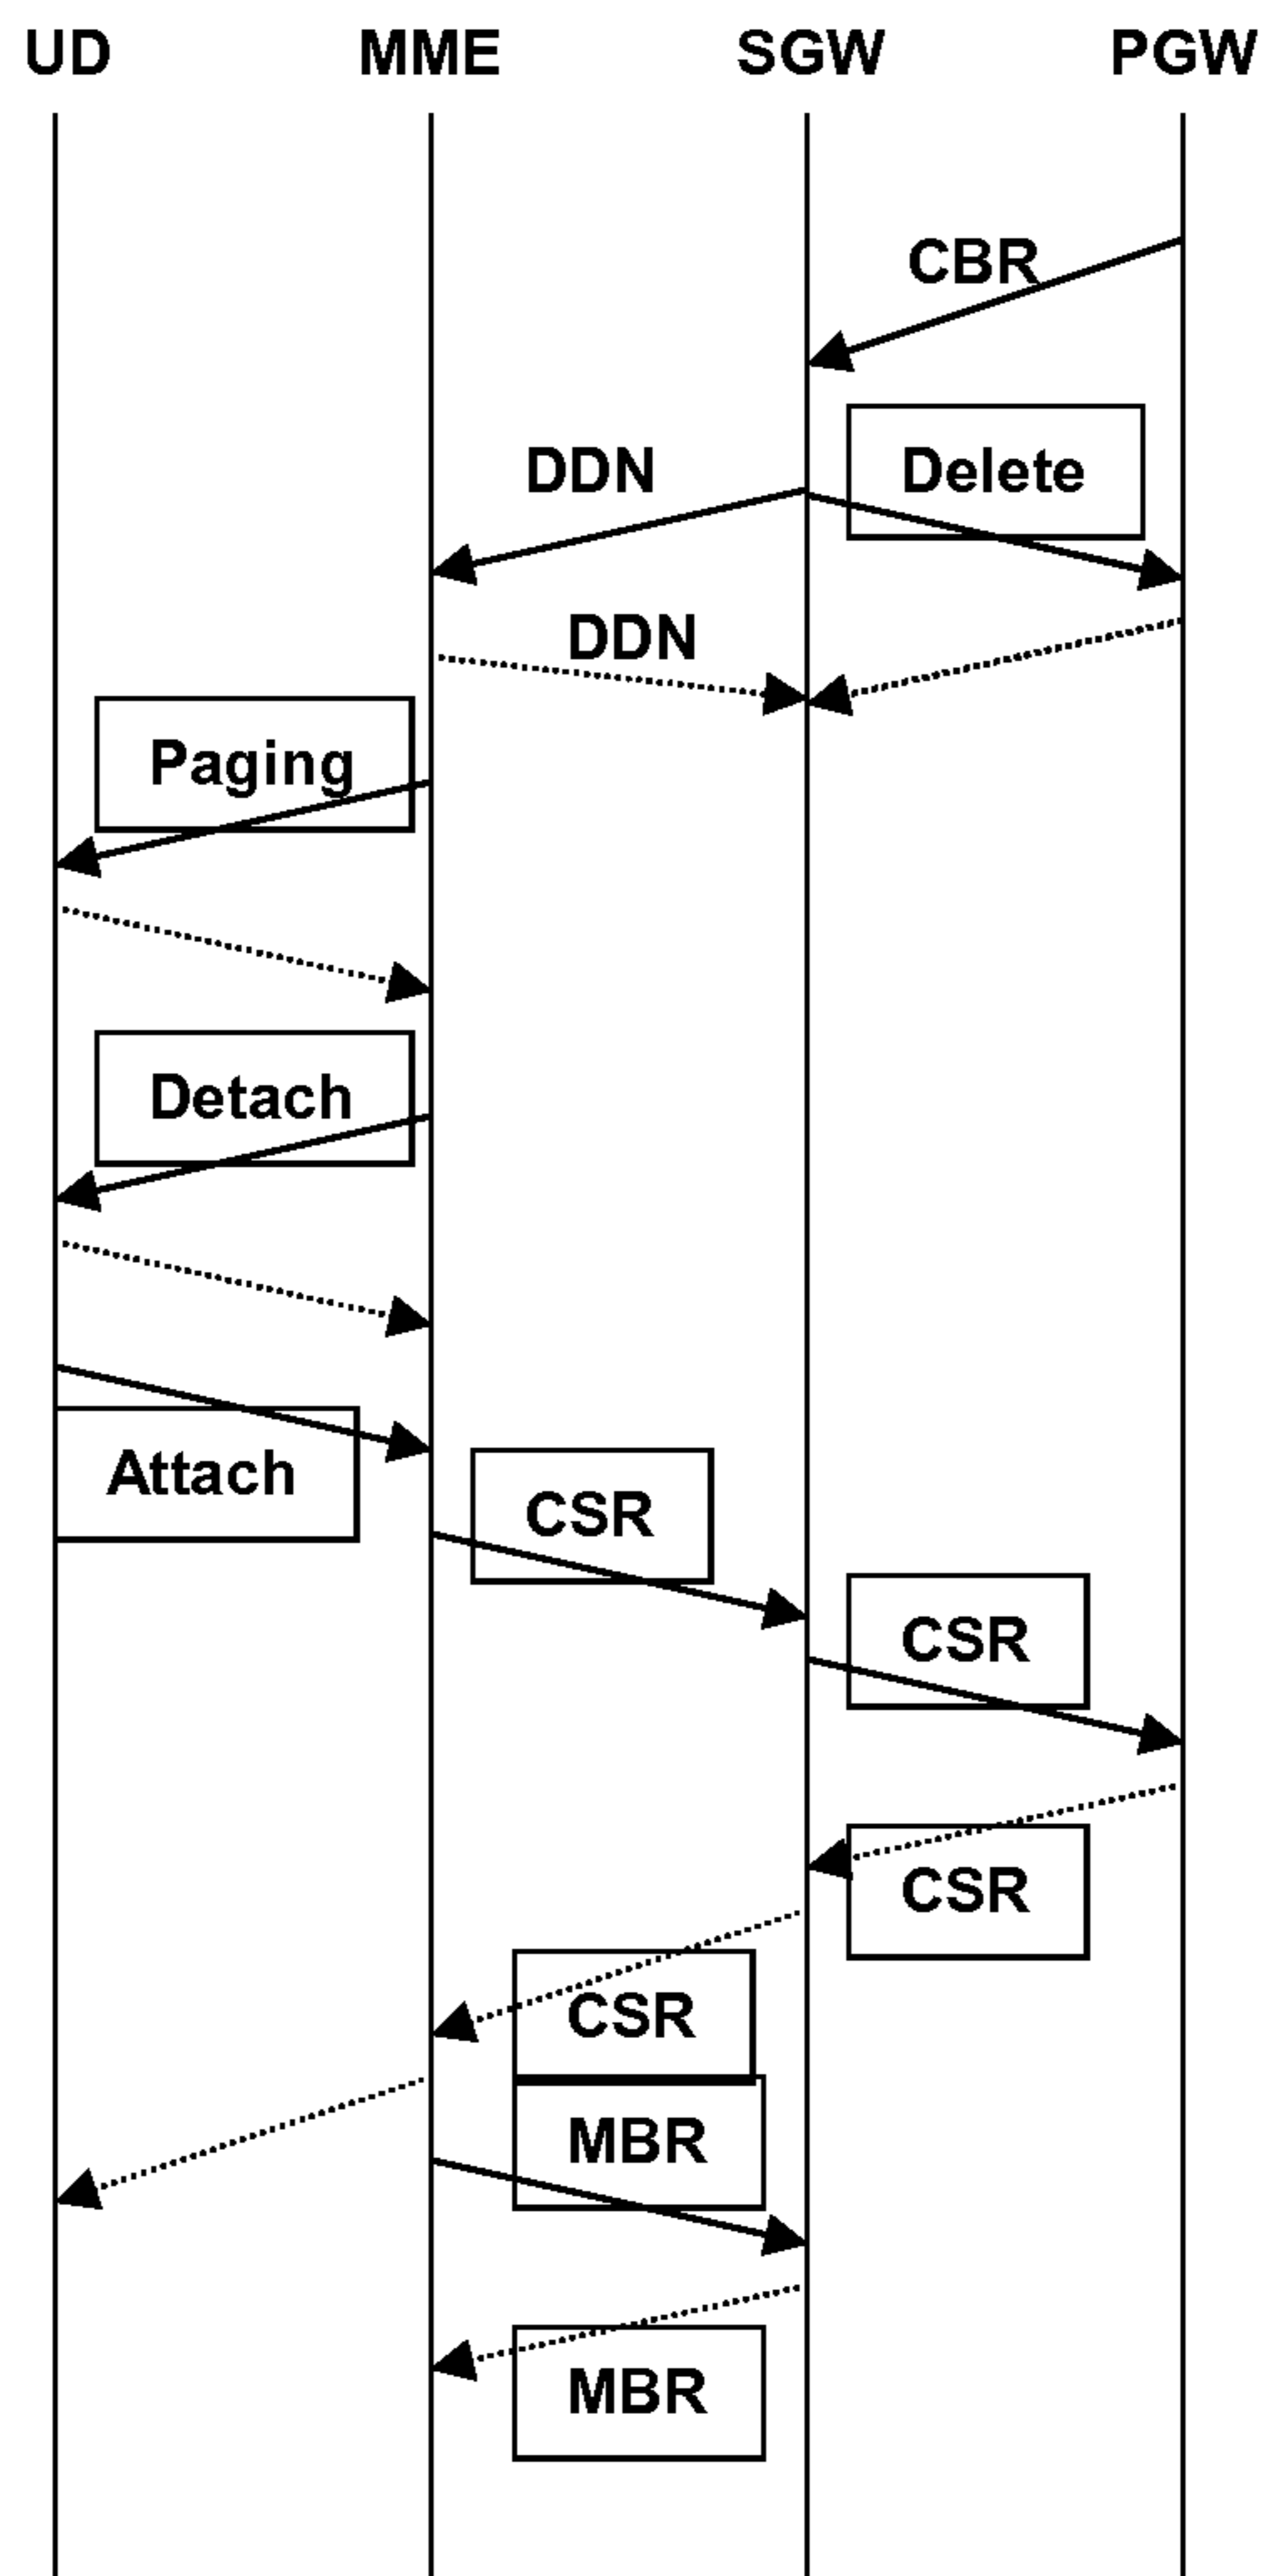 UD MME SGW PGW
CBR
DDN Delete
DDN
Paging
Detach
Attach
CSR
CSR
CSR
CSR
MBR
MBR